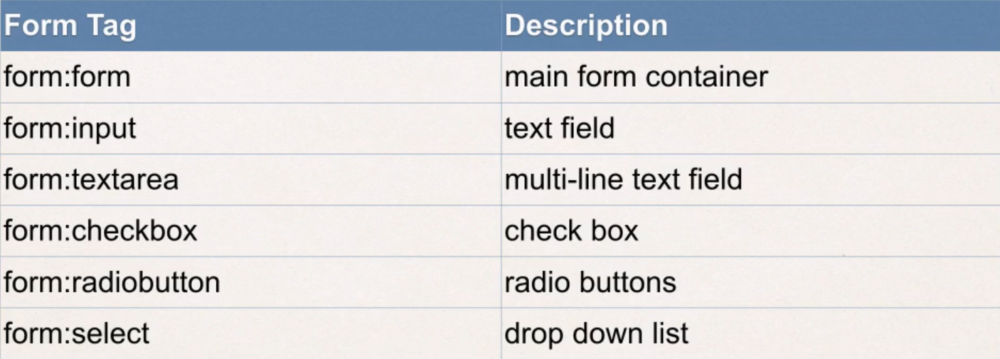 Form Tag Description
form:form main form container
form:input text field
form:textarea multi-line text field
form:checkbox check box
form:radiobutton radio buttons
form:select drop down list